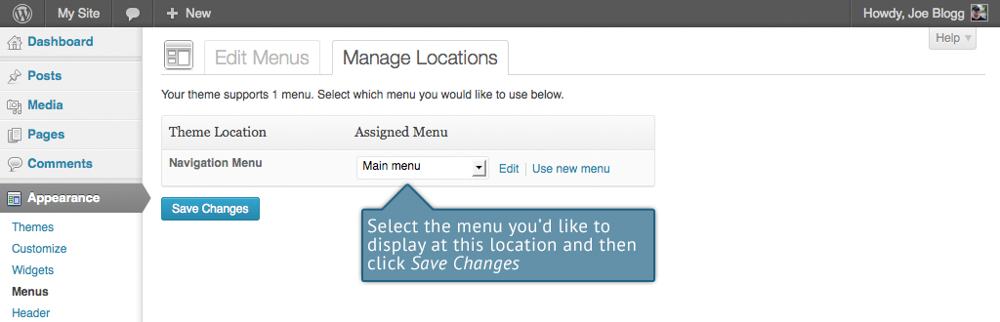 My Site
New
Howdy, Joe Blogg
Help
Dashboard
Posts
Media
Pages
Comments
Appearance
Themes
Customize
Widgets
Menus
Header
Edit Menus
Manage Locations
Your theme supports 1 menu. Select which menu you would like to use below.
Theme Location Assigned Menu
Navigation Menu Main menu Edit Use new menu
Save Changes
Select the menu you'd like to
display at this location and then
click Save Changes